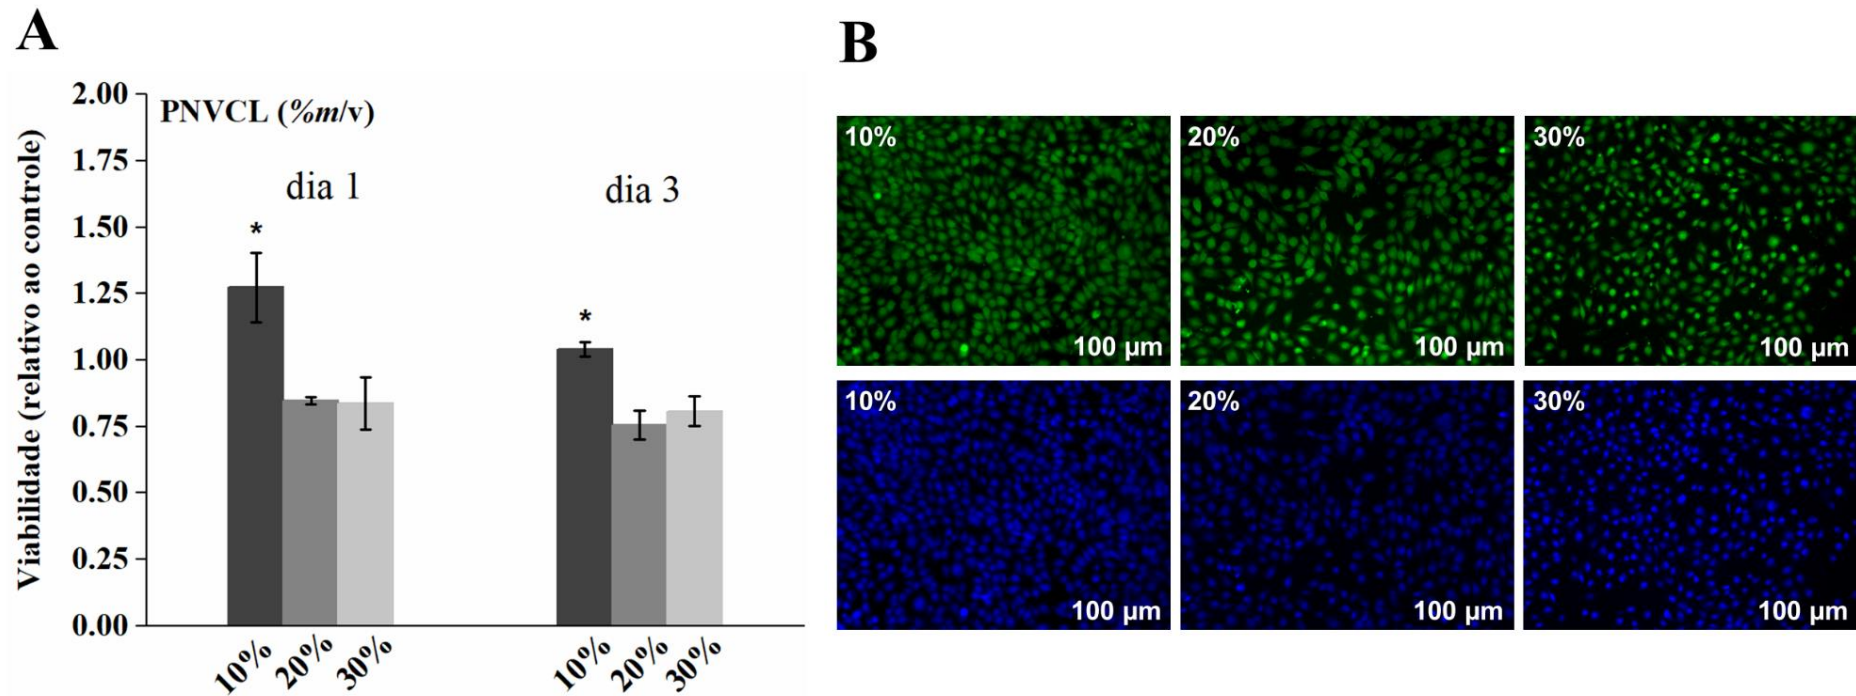 A
PNVCL (%m/v)
Viabilidade (relativo ao controle)
2.00
1.75
1.50
1.25
1.00
0.75
0.50
0.25
0.00
dia 1
dia 3
*
*
10% 20% 30%
10% 20% 30%
B
10% 20% 30%
100 µm 100 µm 100 µm
10% 20% 30%
100 µm 100 µm 100 µm